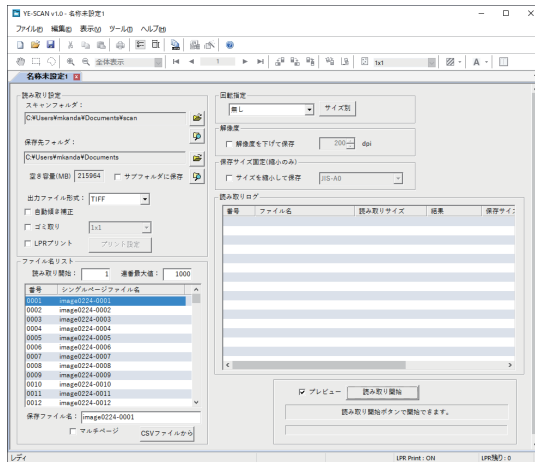 YE-SCAN v1.0 - 名称未設定1
ファイル(F) 編集(E) 表示(V) ツール(T) ヘルプ(H)
全体表示 1 1x1 A
名称未設定1
読み取り設定
スキャンフォルダ：
C:¥Users¥mkanda¥Documents¥scan
保存先フォルダ：
C:¥Users¥mkanda¥Documents
空き容量(MB) 215964 サブフォルダに保存
出力ファイル形式： TIFF
自動傾き補正
ゴミ取り 1x1
LPRプリント プリント設定
ファイル名リスト
読み取り開始： 1 連番最大値： 1000
番号 シングルページファイル名
0001 image0224-0001
0002 image0224-0002
0003 image0224-0003
0004 image0224-0004
0005 image0224-0005
0006 image0224-0006
0007 image0224-0007
0008 image0224-0008
0009 image0224-0009
0010 image0224-0010
0011 image0224-0011
0012 image0224-0012
保存ファイル名： image0224-0001
マルチページ CSVファイルから
回転指定
無し サイズ別
解像度
解像度を下げて保存 200 dpi
保存サイズ固定(縮小のみ)
サイズを縮小して保存 JIS-A0
読み取りログ
番号 ファイル名 読み取りサイズ 結果 保存サイズ
プレビュー 読み取り開始
読み取り開始ボタンで開始できます。
レディ LPR Print : ON LPR残り : 0